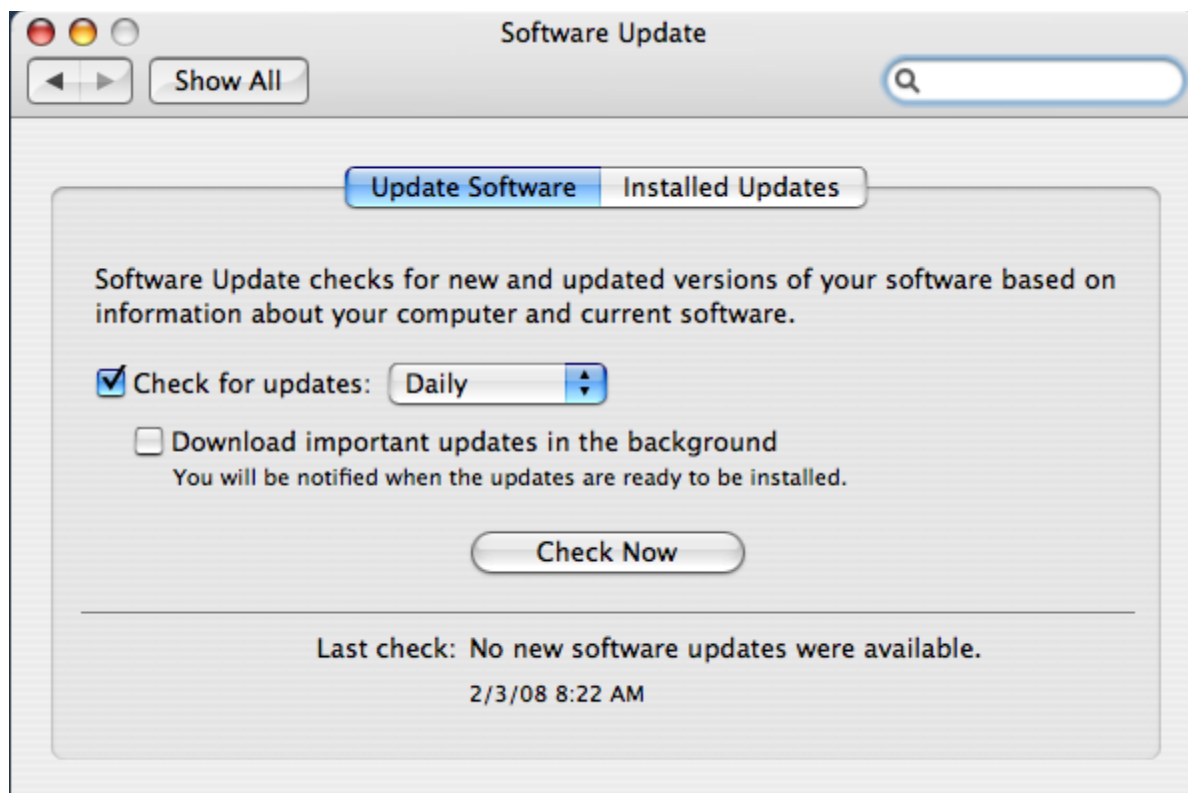 Software Update
Show All
Update Software Installed Updates
Software Update checks for new and updated versions of your software based on
information about your computer and current software.
Check for updates: Daily
Download important updates in the background
You will be notified when the updates are ready to be installed.
Check Now
Last check: No new software updates were available.
2/3/08 8:22 AM